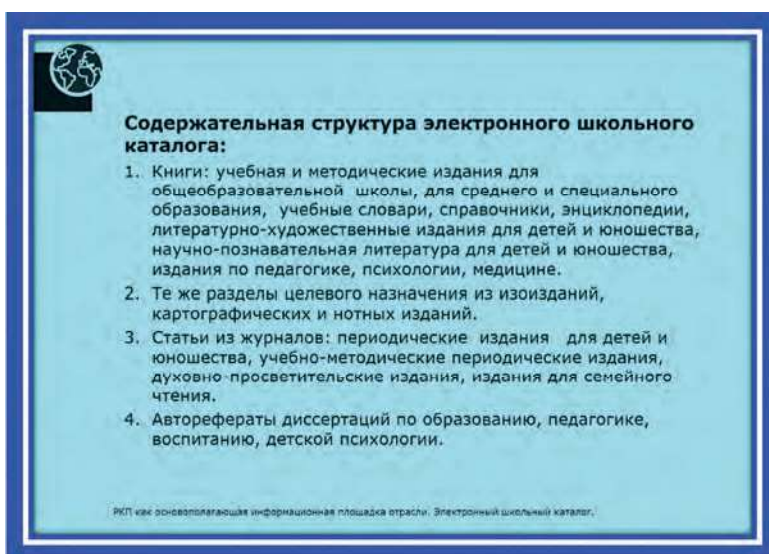 Содержательная структура электронного школьного
каталога:
1. Книги: учебная и методические издания для
общеобразовательной школы, для среднего и специального
образования, учебные словари, справочники, энциклопедии,
литературно-художественные издания для детей и юношества,
научно-познавательная литература для детей и юношества,
издания по педагогике, психологии, медицине.
2. Те же разделы целевого назначения из изоизданий,
картографических и нотных изданий.
3. Статьи из журналов: периодические издания для детей и
юношества, учебно-методические периодические издания,
духовно-просветительские издания, издания для семейного
чтения.
4. Авторефераты диссертаций по образованию, педагогике,
воспитанию, детской психологии.
РКП как основополагающая информационная площадка отрасли. Электронный школьный каталог.